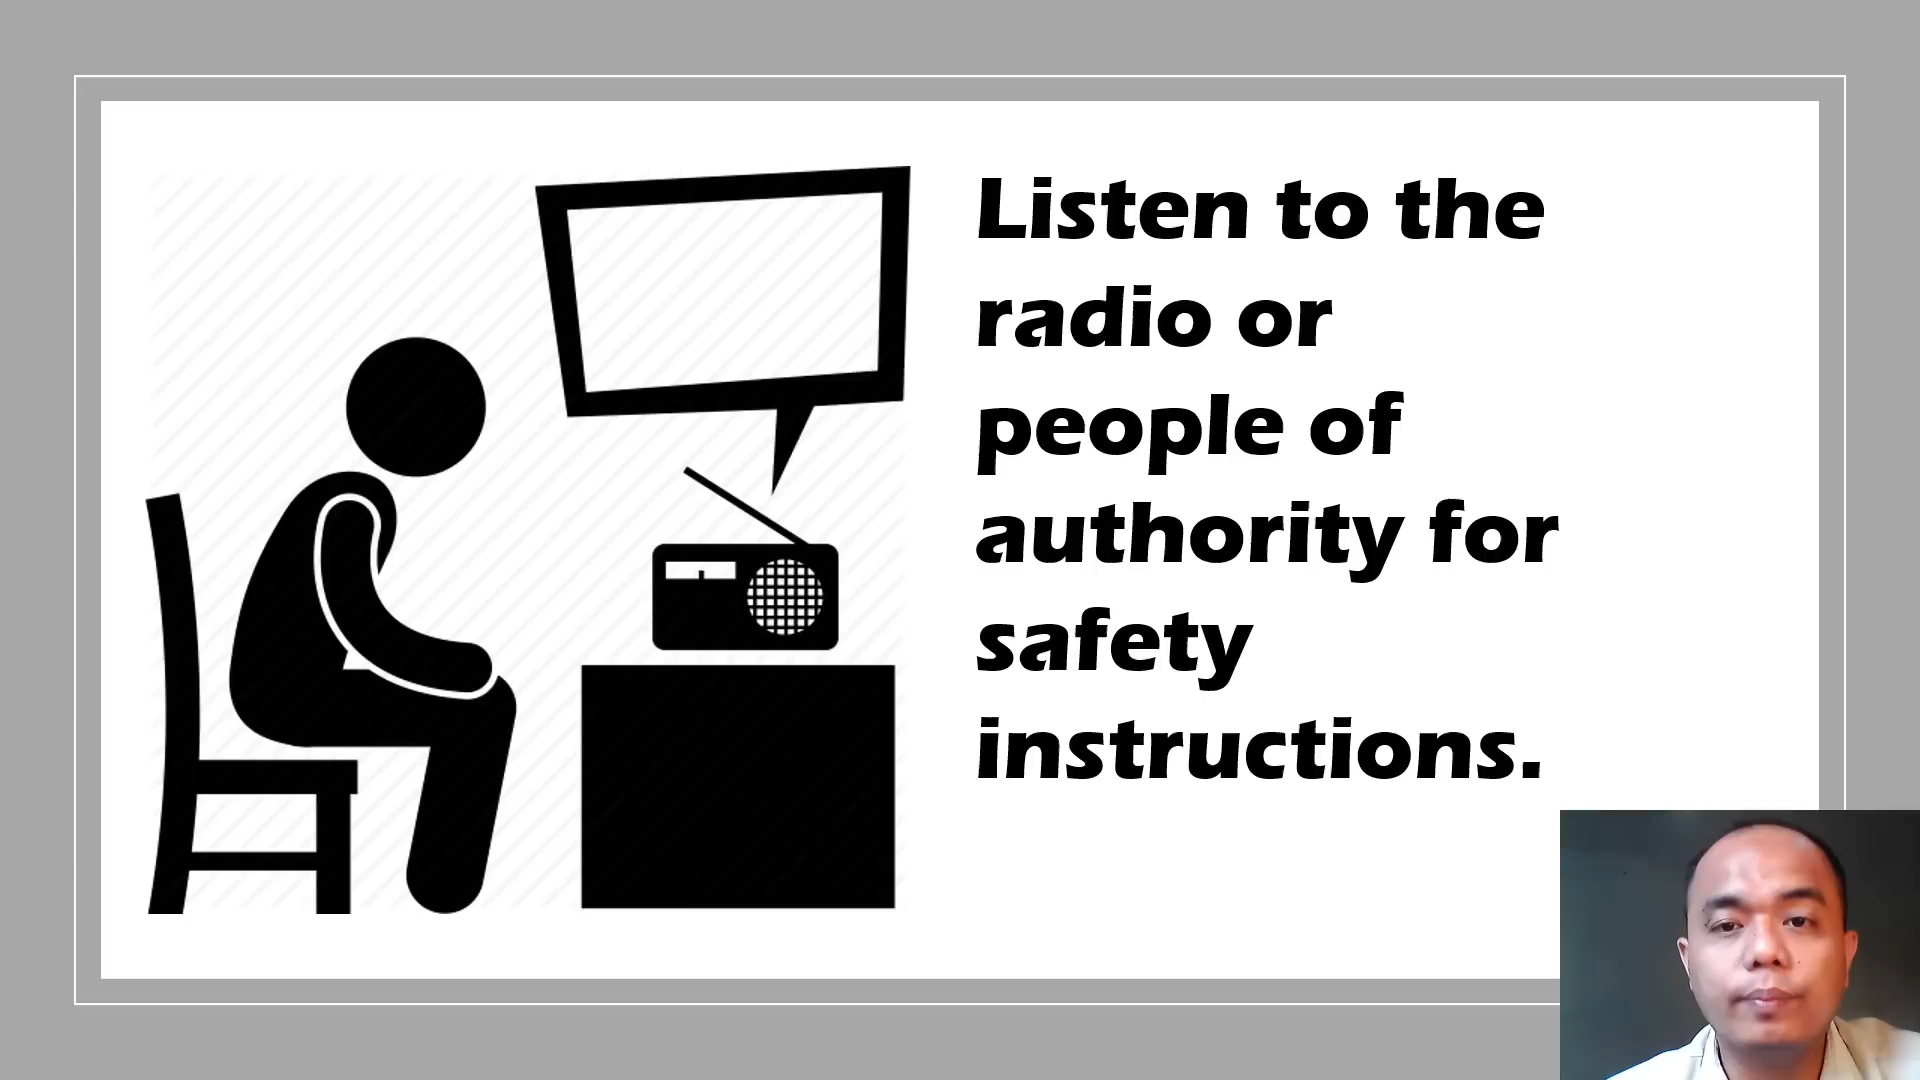 Listen to the
radio or
people of
authority for
safety
instructions.